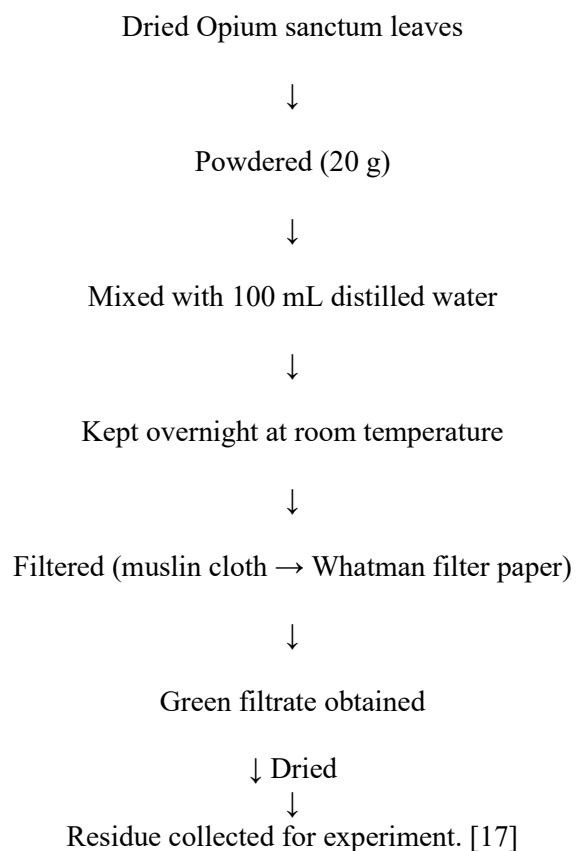 Dried Opium sanctum leaves
↓
Powdered (20 g)
↓
Mixed with 100 mL distilled water
↓
Kept overnight at room temperature
↓
Filtered (muslin cloth → Whatman filter paper)
↓
Green filtrate obtained
↓ Dried
↓
Residue collected for experiment. [17]